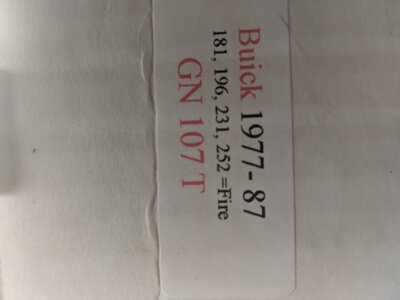 Buick 1977-87
181, 196, 231, 252 =Fire
GN 107 T